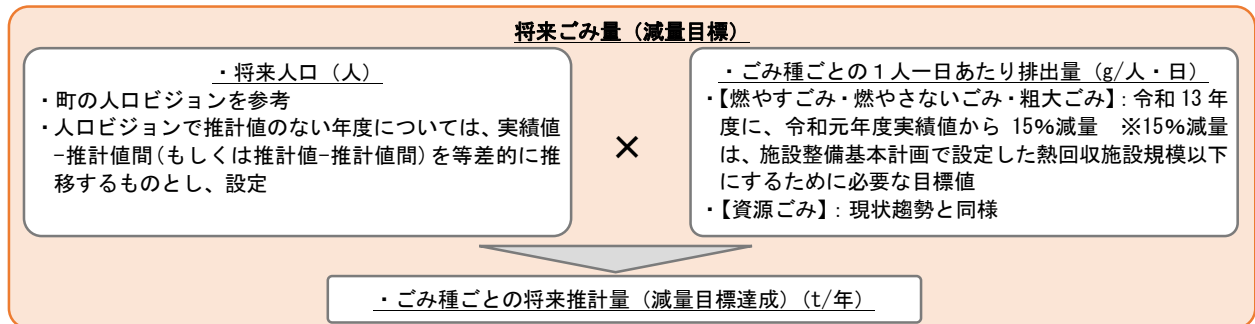 将来ごみ量（減量目標）
・将来人口（人）
・町の人口ビジョンを参考
・人口ビジョンで推計値のない年度については、実績値
-推計値間（もしくは推計値-推計値間）を等差的に推
移するものとし、設定
×
・ごみ種ごとの１人一日あたり排出量（g/人・日）
・【燃やすごみ・燃やさないごみ・粗大ごみ】：令和 13 年
度に、令和元年度実績値から 15%減量　※15%減量
は、施設整備基本計画で設定した熱回収施設規模以下
にするために必要な目標値
・【資源ごみ】：現状趨勢と同様
・ごみ種ごとの将来推計量（減量目標達成）（t/年）